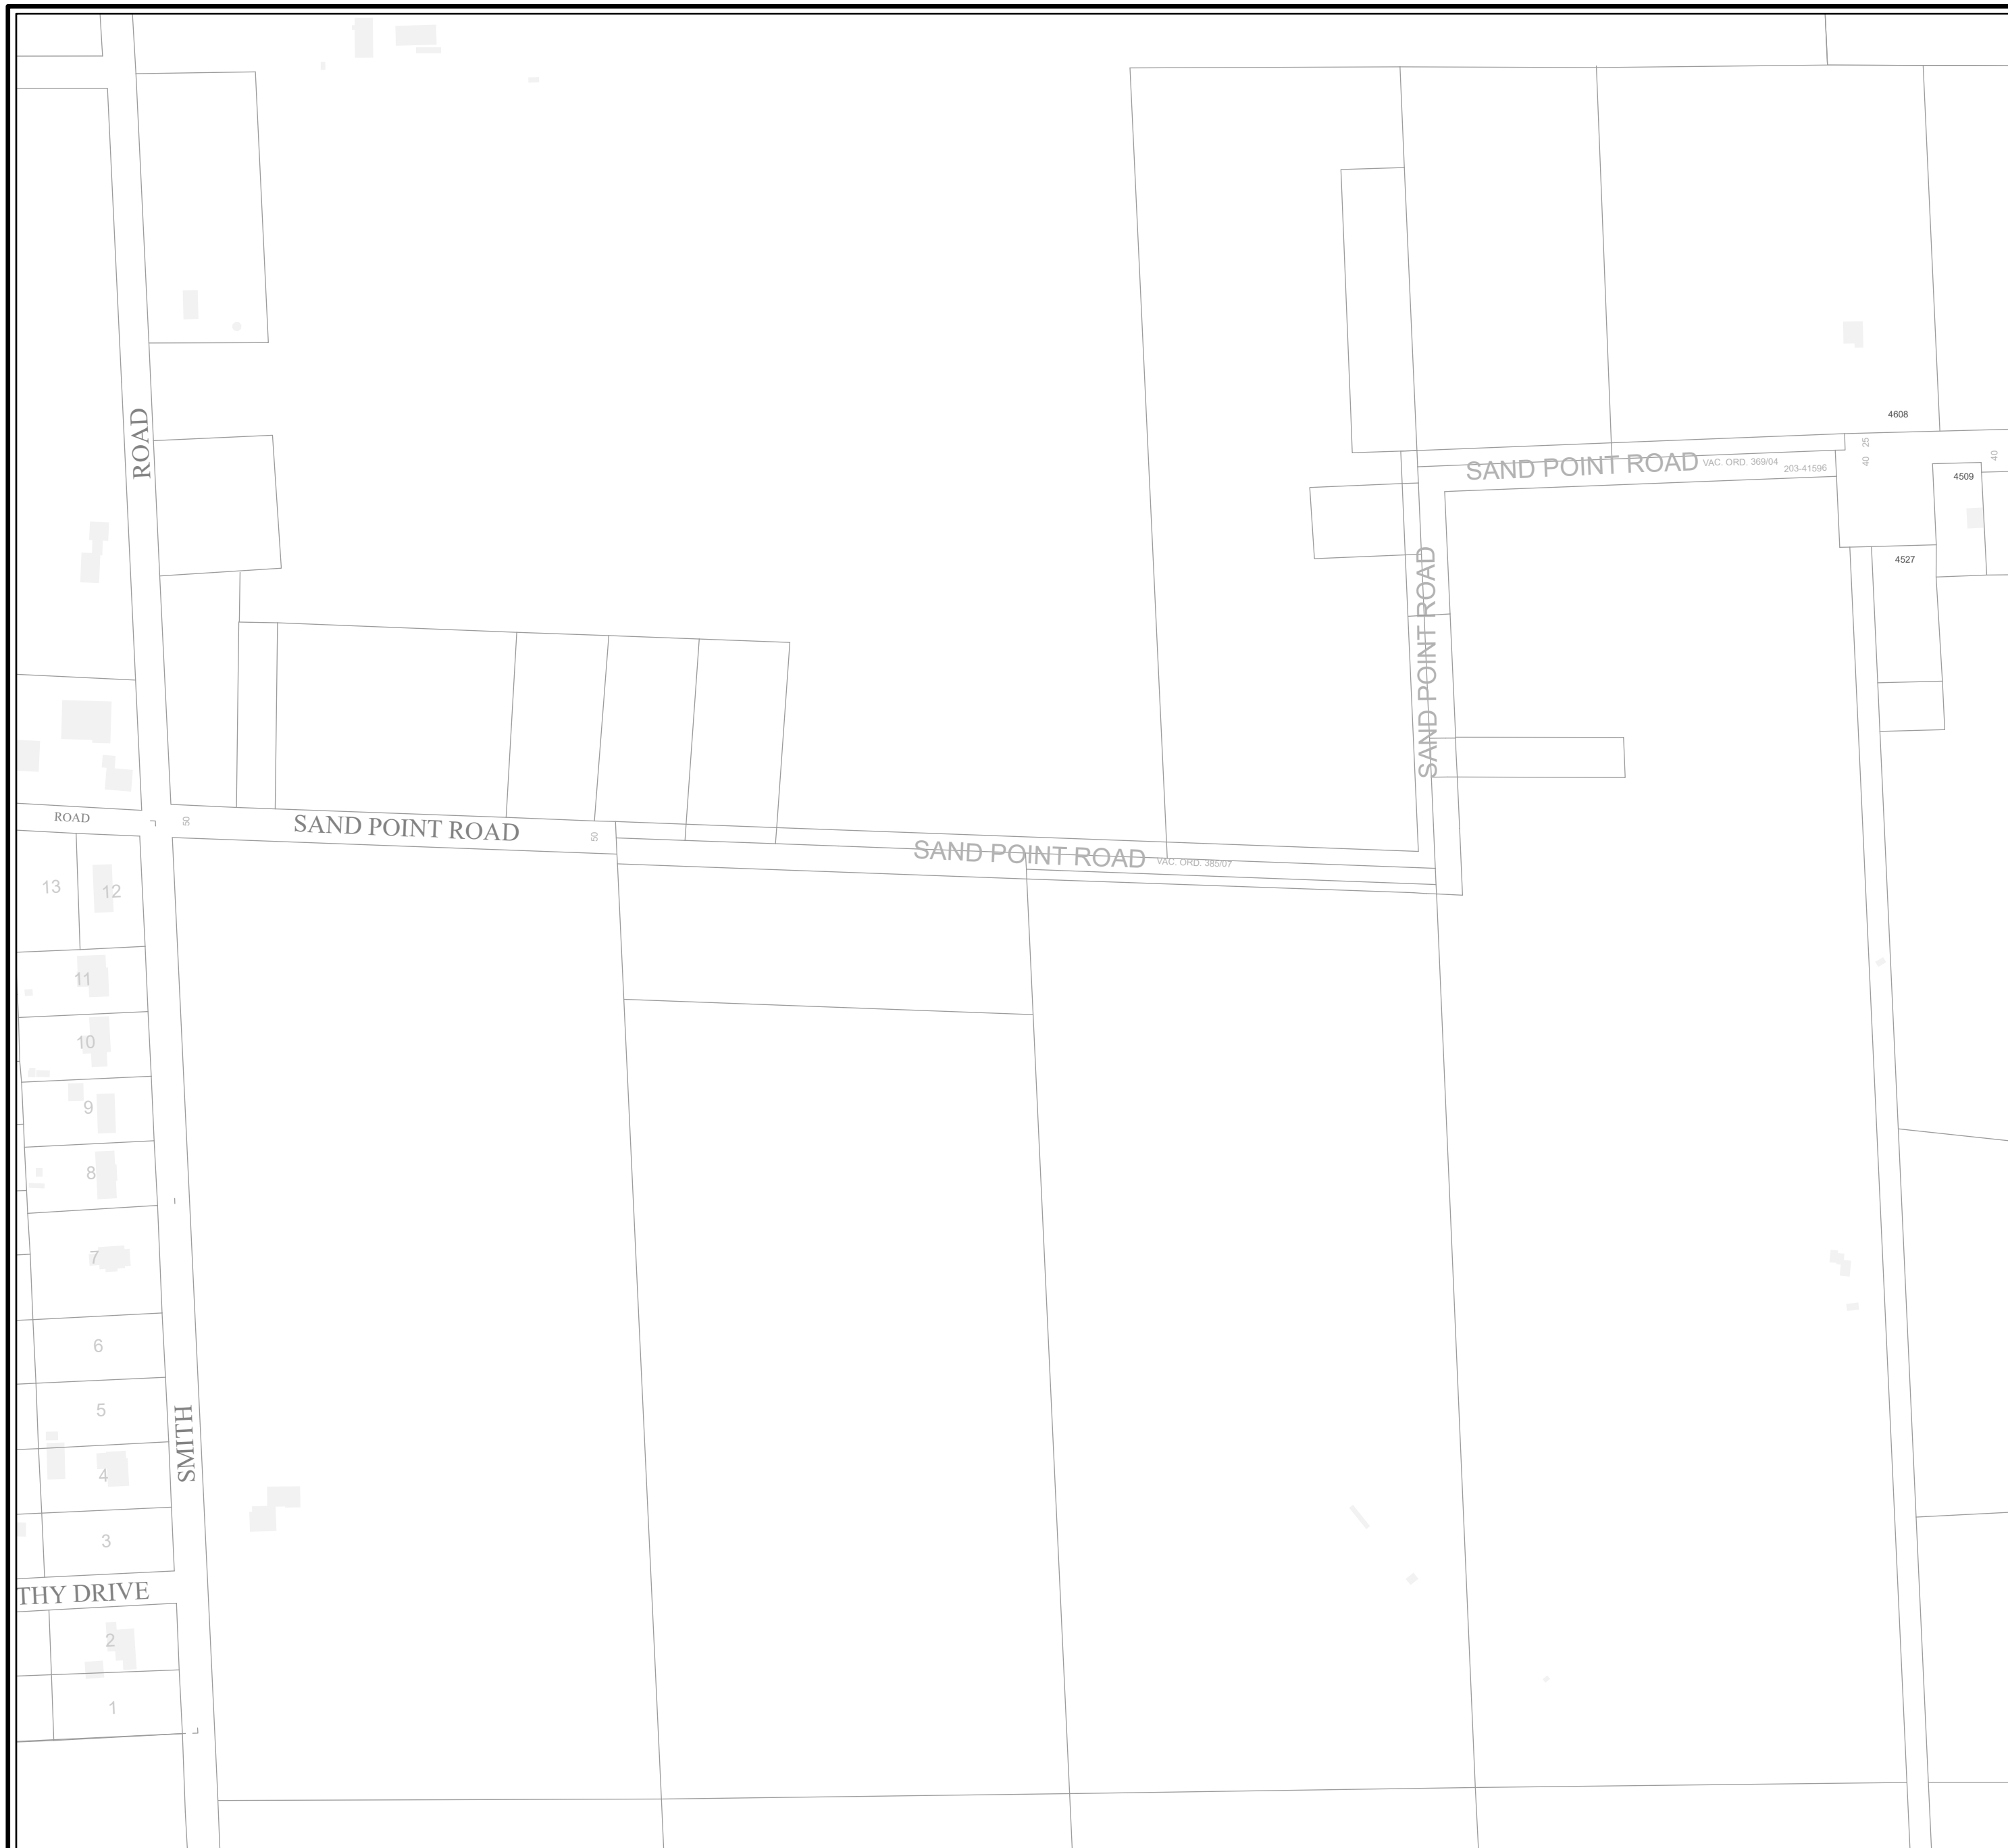 4608
ROAD
25
40
40
SAND POINT ROAD
VAC. ORD. 369/04
203-41596
4509
4527
SAND POINT ROAD
ROAD
50
SAND POINT ROAD
50
SAND POINT ROAD
VAC. ORD. 385/07
13
12
11
10
9
8
7
6
5
SMITH
4
3
THY DRIVE
2
1